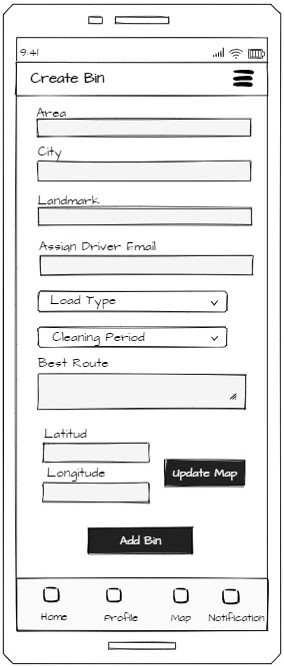 9:41
Create Bin
Area
City
Landmark
Assign Driver Email
Load Type
Cleaning Period
Best Route
Latitud
Longitude
Update Map
Add Bin
Home Profile Map Notification